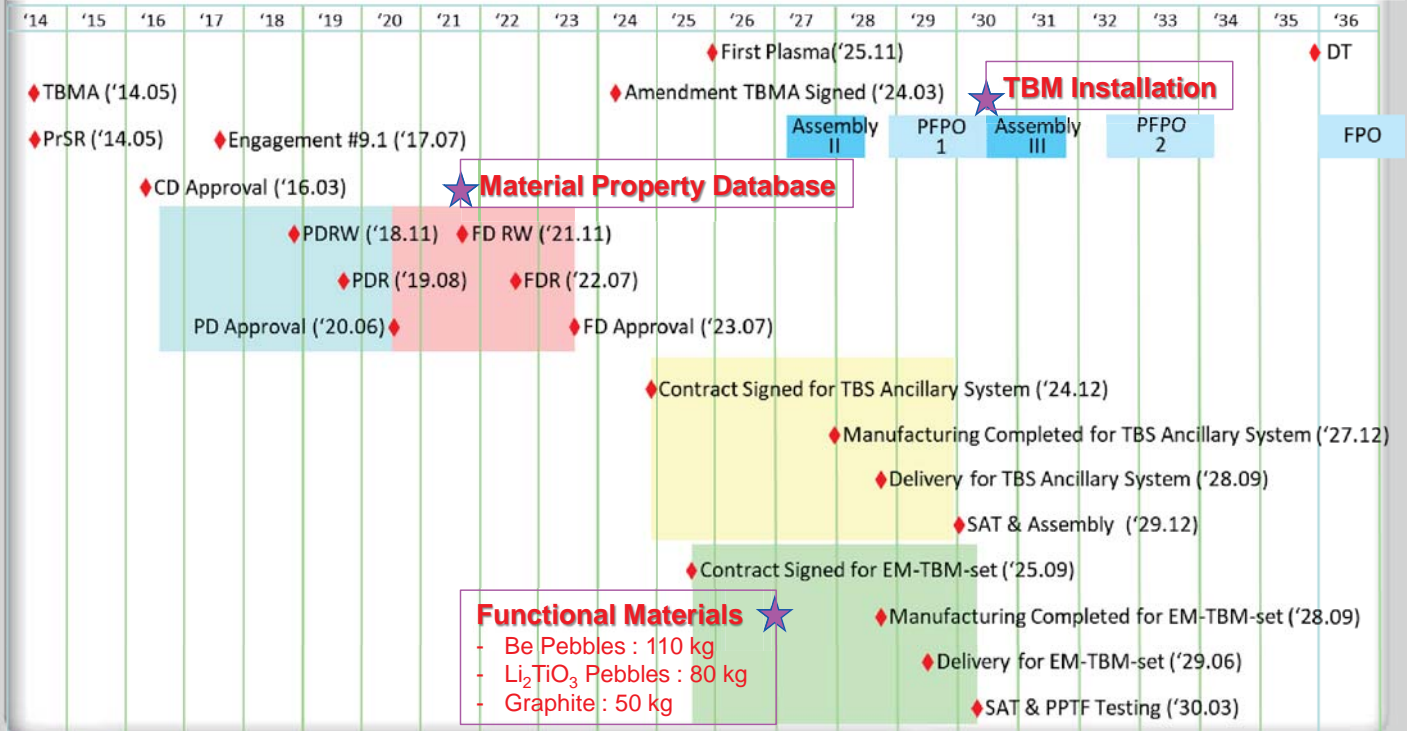 '14 '15 '16 '17 '18 '19 '20 '21 '22 '23 '24 '25 '26 '27 '28 '29 '30 '31 '32 '33 '34 '35 '36
First Plasma('25.11)
DT
TBMA ('14.05)
Amendment TBMA Signed ('24.03)
TBM Installation
PrSR ('14.05)
Engagement #9.1 ('17.07)
Assembly
II
PFPO
1
Assembly
III
PFPO
2
FPO
CD Approval ('16.03)
Material Property Database
PDRW ('18.11)
FD RW ('21.11)
PDR ('19.08)
FDR ('22.07)
PD Approval ('20.06)
FD Approval ('23.07)
Contract Signed for TBS Ancillary System ('24.12)
Manufacturing Completed for TBS Ancillary System ('27.12)
Delivery for TBS Ancillary System ('28.09)
SAT & Assembly ('29.12)
Contract Signed for EM-TBM-set ('25.09)
Functional Materials
- Be Pebbles : 110 kg
- Li₂TiO₃ Pebbles : 80 kg
- Graphite : 50 kg
Manufacturing Completed for EM-TBM-set ('28.09)
Delivery for EM-TBM-set ('29.06)
SAT & PPTF Testing ('30.03)